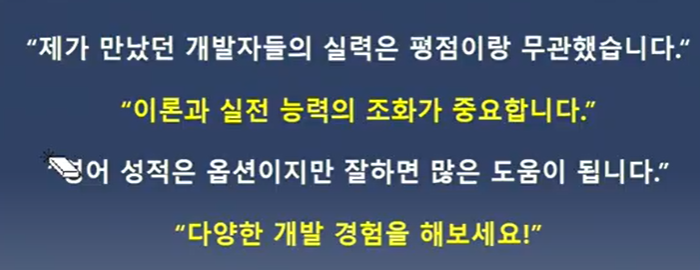 “제가 만났던 개발자들의 실력은 평점이랑 무관했습니다.“
“이론과 실전 능력의 조화가 중요합니다.”
성적은 옵션이지만 잘하면 많은 도움이 됩니다.”
“다양한 개발 경험을 해보세요!”